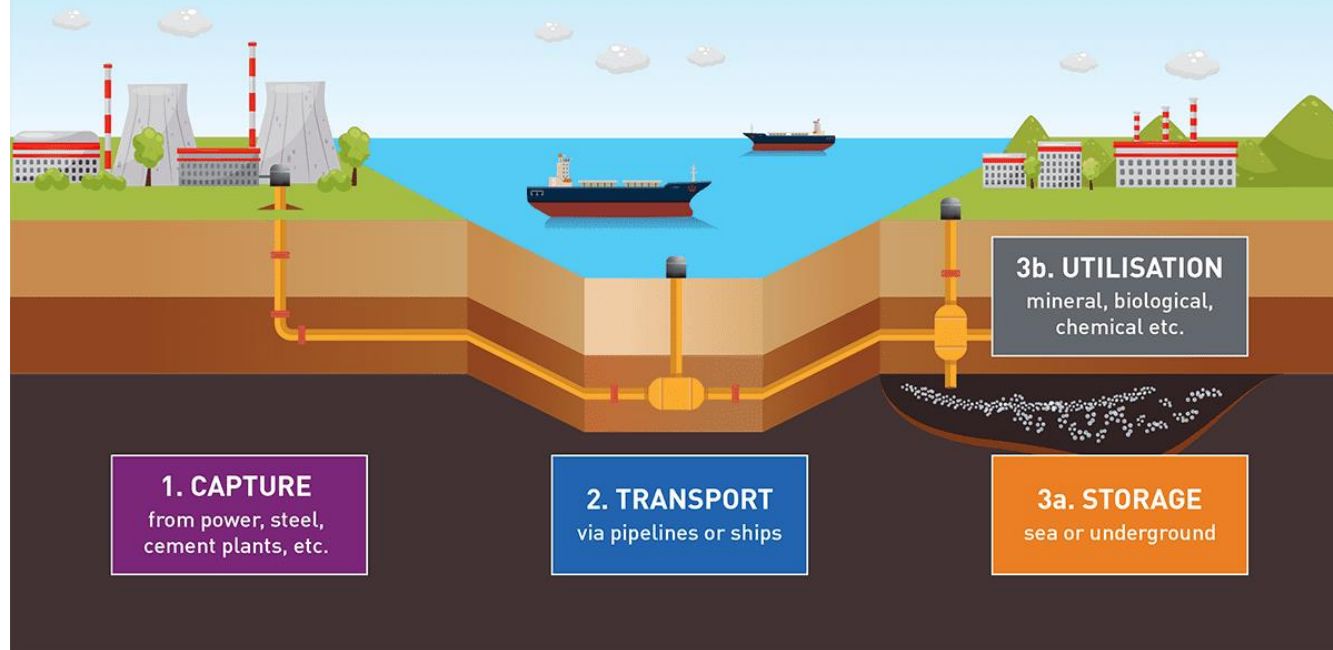 1. CAPTURE
from power, steel,
cement plants, etc.
2. TRANSPORT
via pipelines or ships
3b. UTILISATION
mineral, biological,
chemical etc.
3a. STORAGE
sea or underground